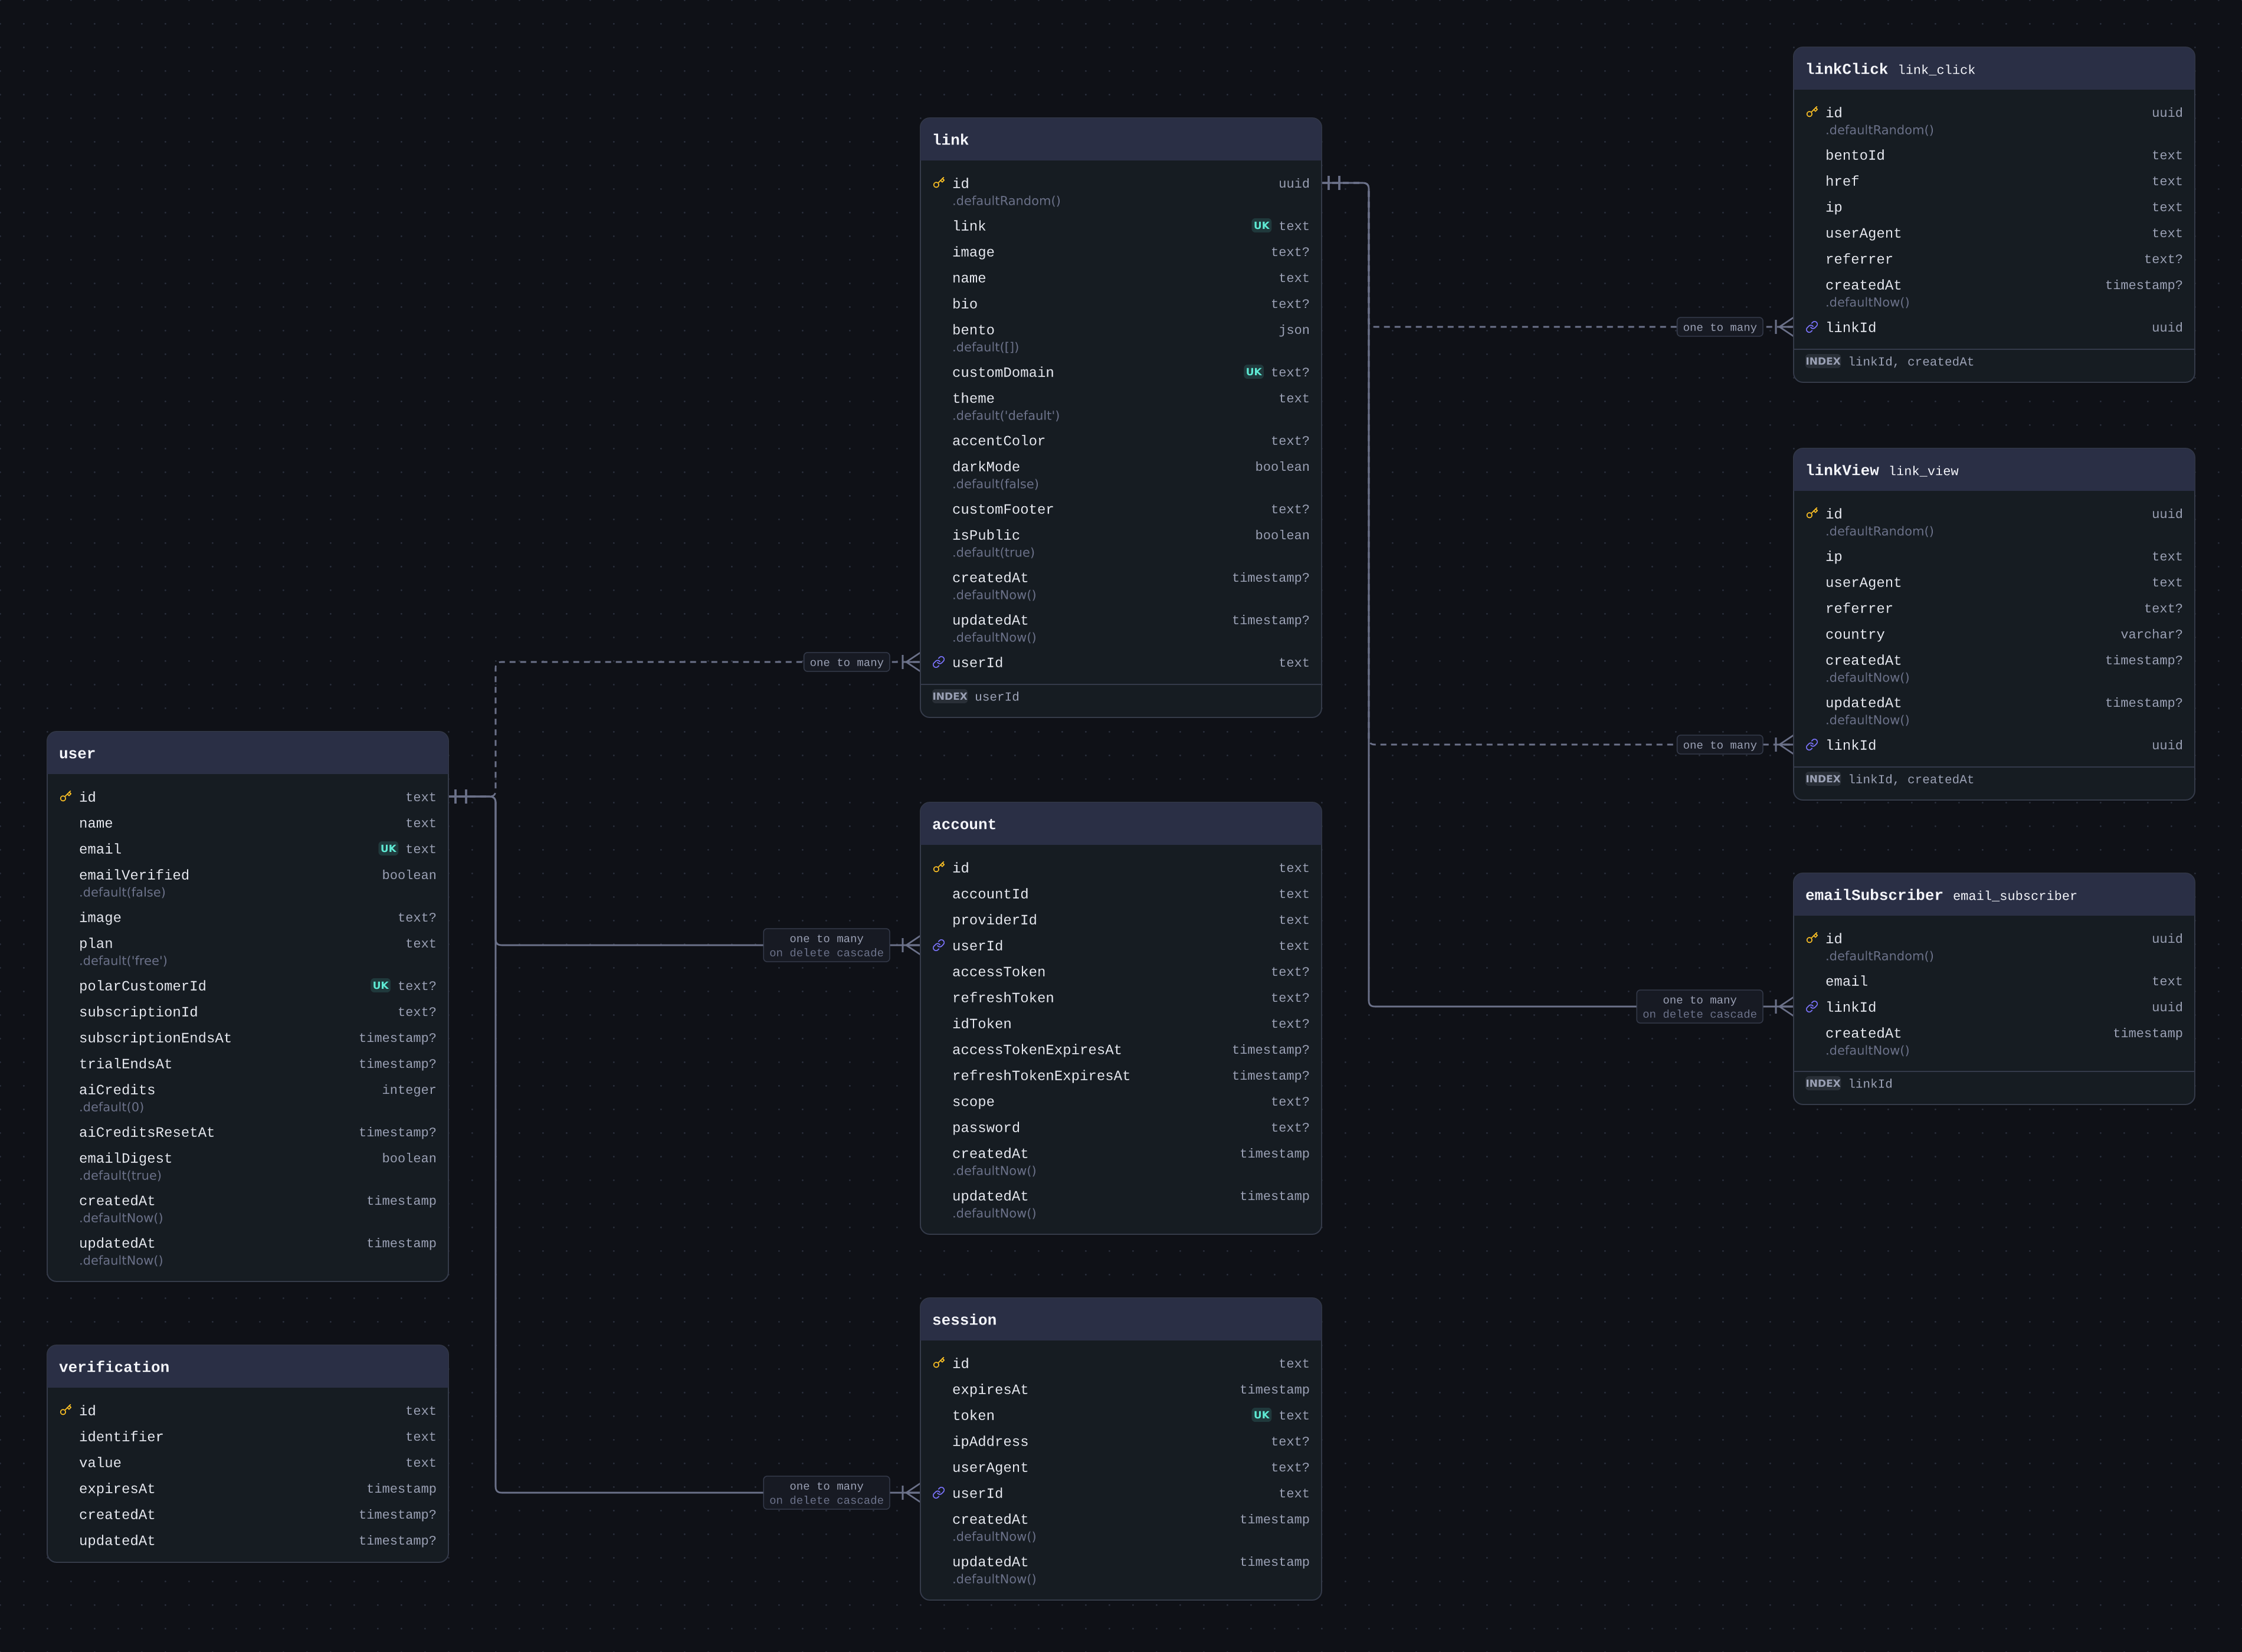 user
id text
name text
email UK text
emailVerified boolean
.default(false)
image text?
plan text
.default('free')
polarCustomerId UK text?
subscriptionId text?
subscriptionEndsAt timestamp?
trialEndsAt timestamp?
aiCredits integer
.default(0)
aiCreditsResetAt timestamp?
emailDigest boolean
.default(true)
createdAt timestamp
.defaultNow()
updatedAt timestamp
.defaultNow()
verification
id text
identifier text
value text
expiresAt timestamp
createdAt timestamp?
updatedAt timestamp?
one to many
one to many
on delete cascade
one to many
on delete cascade
link
id uuid
.defaultRandom()
link UK text
image text?
name text
bio text?
bento json
.default([])
customDomain UK text?
theme text
.default('default')
accentColor text?
darkMode boolean
.default(false)
customFooter text?
isPublic boolean
.default(true)
createdAt timestamp?
.defaultNow()
updatedAt timestamp?
.defaultNow()
userId text
INDEX userId
account
id text
accountId text
providerId text
userId text
accessToken text?
refreshToken text?
idToken text?
accessTokenExpiresAt timestamp?
refreshTokenExpiresAt timestamp?
scope text?
password text?
createdAt timestamp
.defaultNow()
updatedAt timestamp
.defaultNow()
session
id text
expiresAt timestamp
token UK text
ipAddress text?
userAgent text?
userId text
createdAt timestamp
.defaultNow()
updatedAt timestamp
.defaultNow()
one to many
one to many
one to many
on delete cascade
linkClick link_click
id uuid
.defaultRandom()
bentoId text
href text
ip text
userAgent text
referrer text?
createdAt timestamp?
.defaultNow()
linkId uuid
INDEX linkId, createdAt
linkView link_view
id uuid
.defaultRandom()
ip text
userAgent text
referrer text?
country varchar?
createdAt timestamp?
.defaultNow()
updatedAt timestamp?
.defaultNow()
linkId uuid
INDEX linkId, createdAt
emailSubscriber email_subscriber
id uuid
.defaultRandom()
email text
linkId uuid
createdAt timestamp
.defaultNow()
INDEX linkId